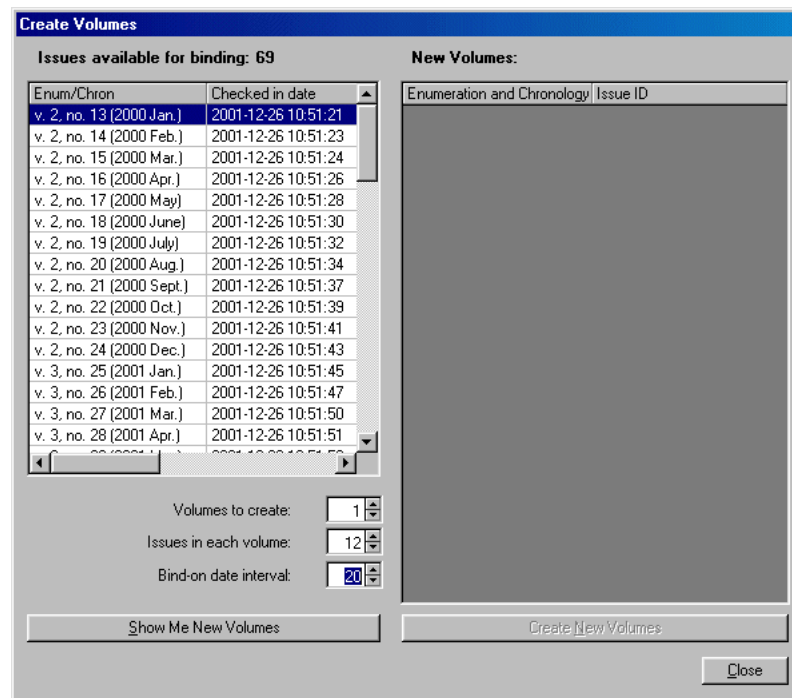 Create Volumes
Issues available for binding: 69
New Volumes:
Enum/Chron Checked in date
Enumeration and Chronology Issue ID
v. 2, no. 13 (2000 Jan.) 2001-12-26 10:51:21
v. 2, no. 14 (2000 Feb.) 2001-12-26 10:51:23
v. 2, no. 15 (2000 Mar.) 2001-12-26 10:51:24
v. 2, no. 16 (2000 Apr.) 2001-12-26 10:51:26
v. 2, no. 17 (2000 May) 2001-12-26 10:51:28
v. 2, no. 18 (2000 June) 2001-12-26 10:51:30
v. 2, no. 19 (2000 July) 2001-12-26 10:51:32
v. 2, no. 20 (2000 Aug.) 2001-12-26 10:51:34
v. 2, no. 21 (2000 Sept.) 2001-12-26 10:51:37
v. 2, no. 22 (2000 Oct.) 2001-12-26 10:51:39
v. 2, no. 23 (2000 Nov.) 2001-12-26 10:51:41
v. 2, no. 24 (2000 Dec.) 2001-12-26 10:51:43
v. 3, no. 25 (2001 Jan.) 2001-12-26 10:51:45
v. 3, no. 26 (2001 Feb.) 2001-12-26 10:51:47
v. 3, no. 27 (2001 Mar.) 2001-12-26 10:51:50
v. 3, no. 28 (2001 Apr.) 2001-12-26 10:51:51
Volumes to create: 1
Issues in each volume: 12
Bind-on date interval: 20
Show Me New Volumes
Create New Volumes
Close